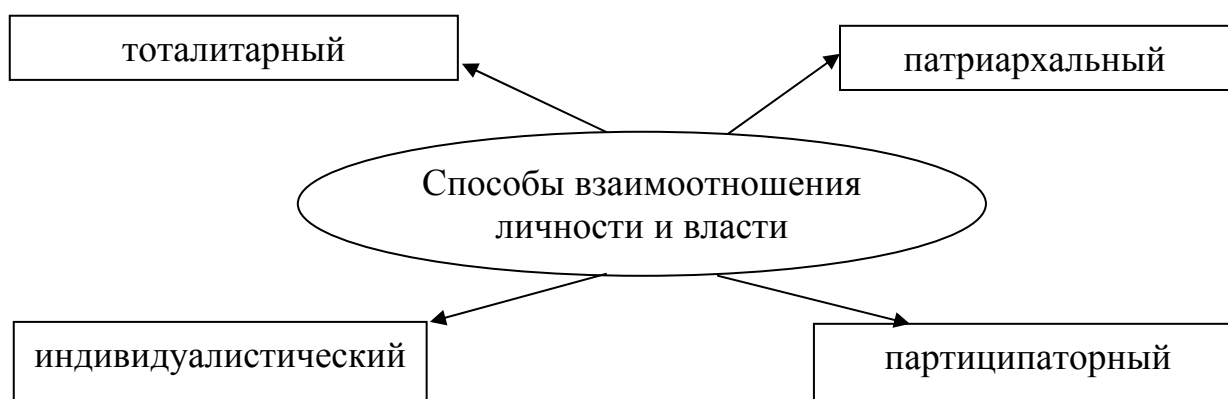 тоталитарный
патриархальный
Способы взаимоотношения
личности и власти
индивидуалистический
партиципаторный